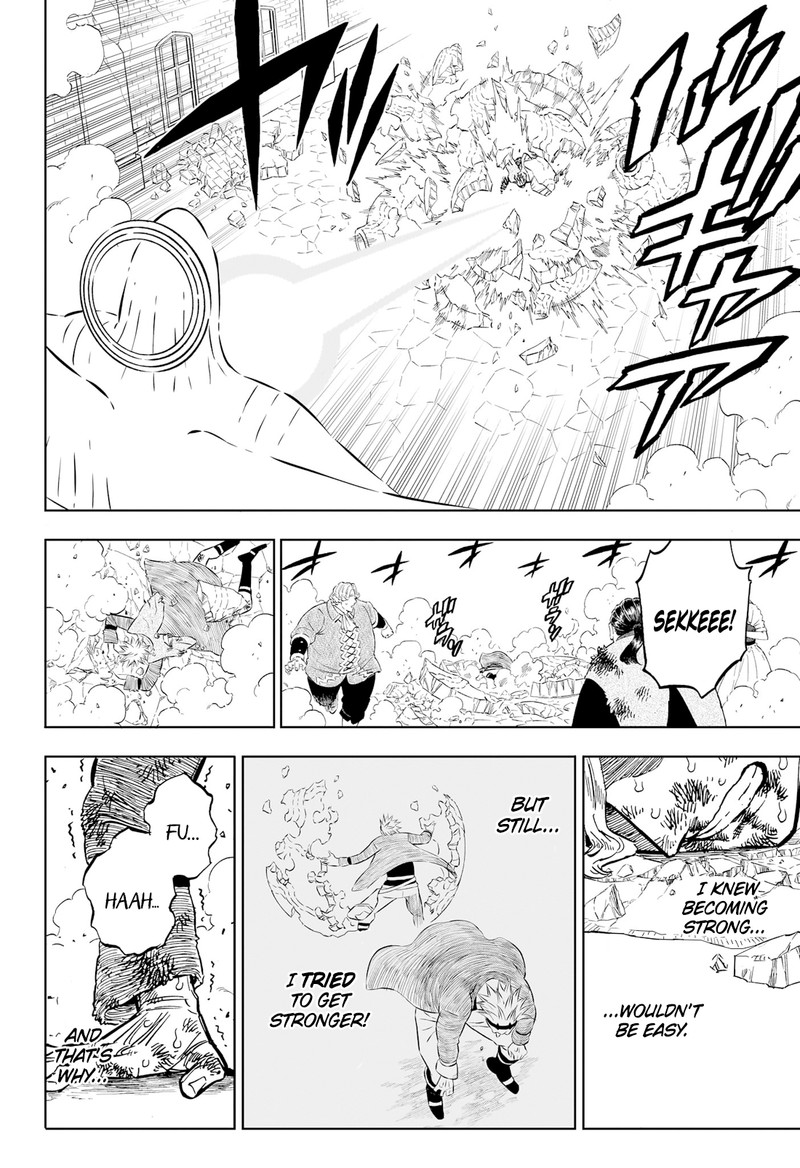 SEKKEEE!
I KNEW
BECOMING
STRONG...
...WOULDN'T
BE EASY.
BUT
STILL...
I TRIED
TO GET
STRONGER!
FU...
HAAH...
AND
THAT'S
WHY...